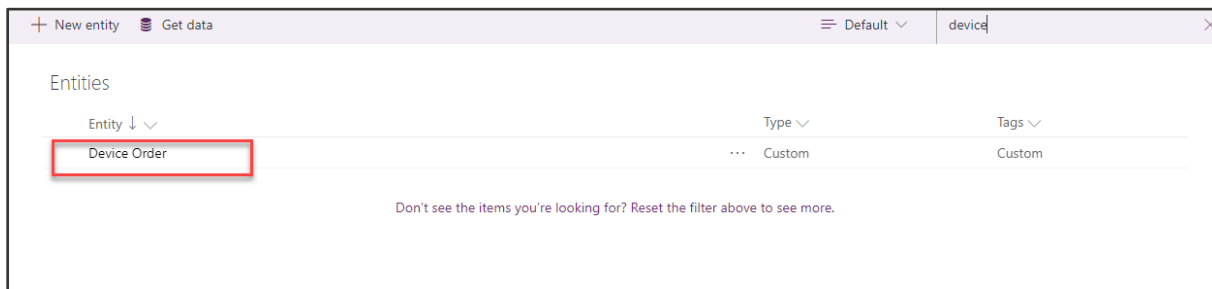 New entity Get data Default device
Entities
Entity Type Tags
Device Order ... Custom Custom
Don't see the items you're looking for? Reset the filter above to see more.